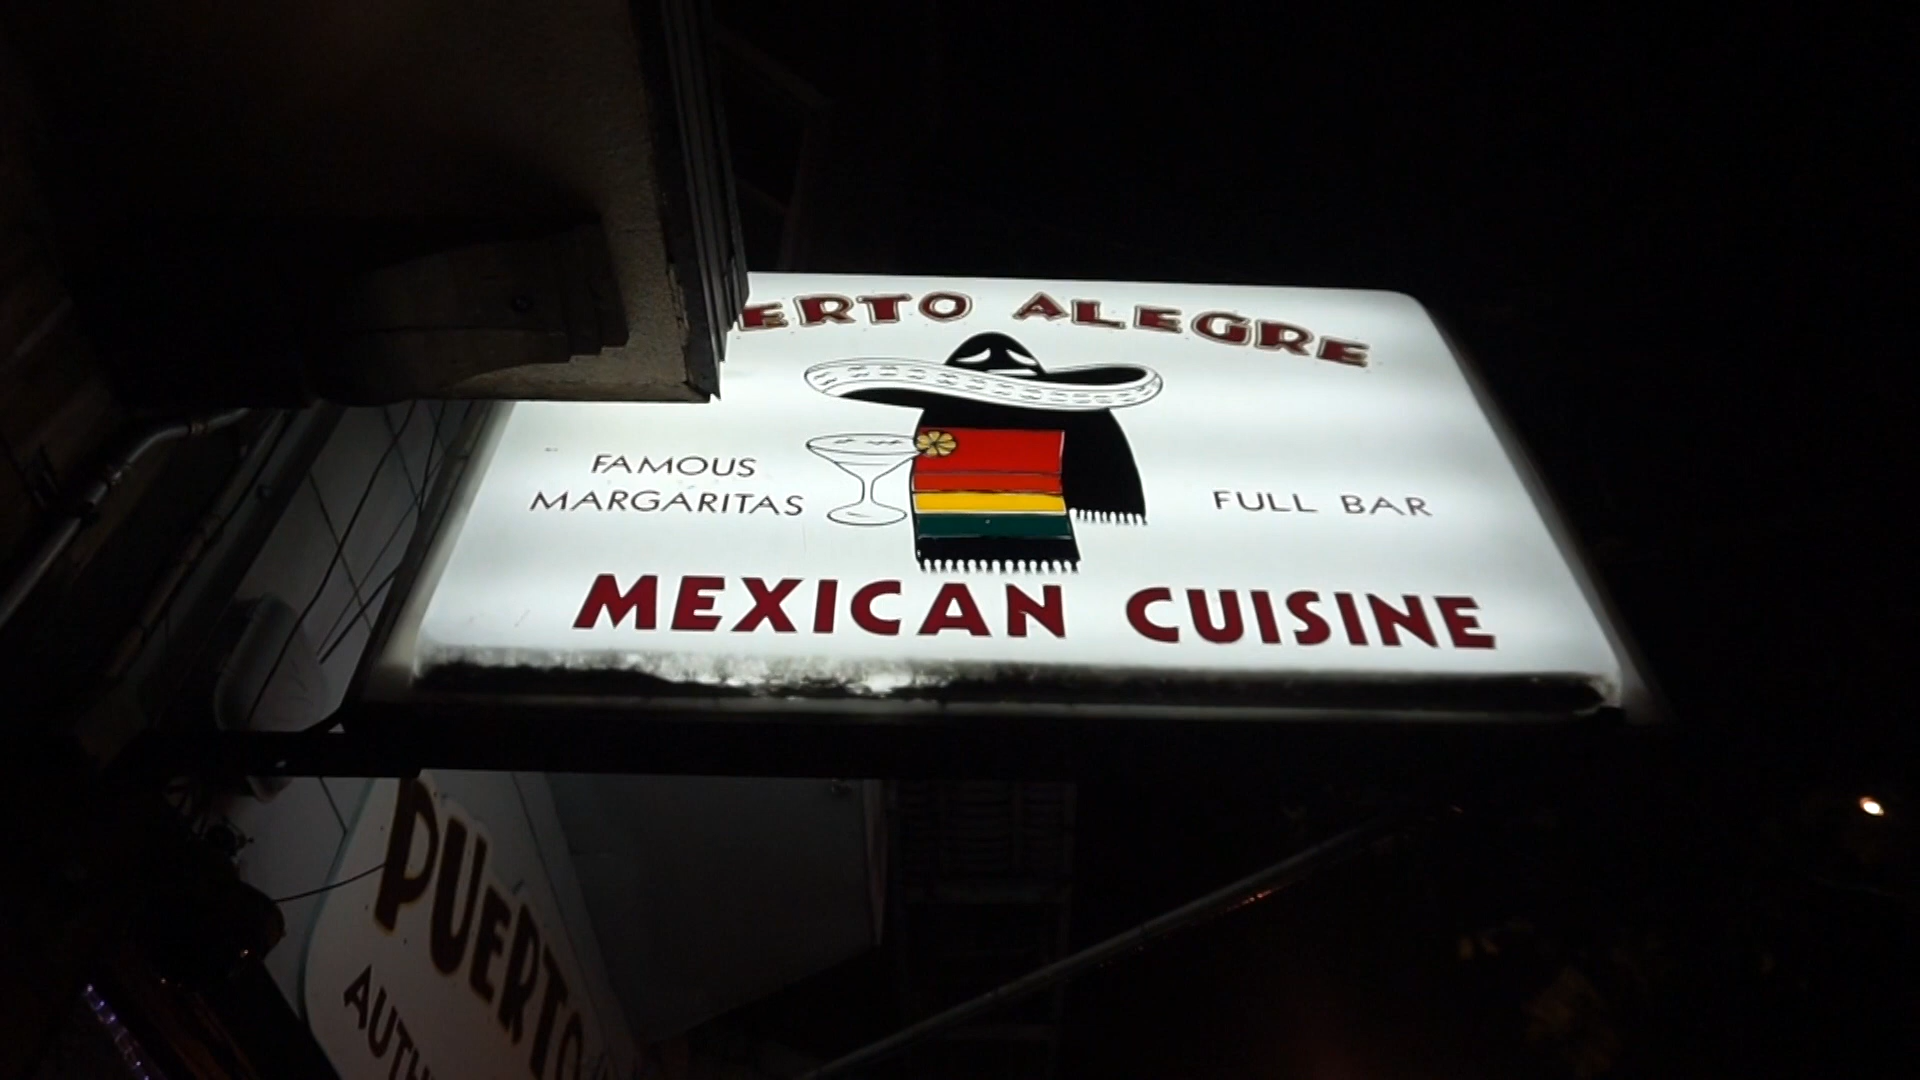 ERTO ALEGRE
FAMOUS
MARGARITAS
FULL BAR
MEXICAN CUISINE
PUERTO
AUTH